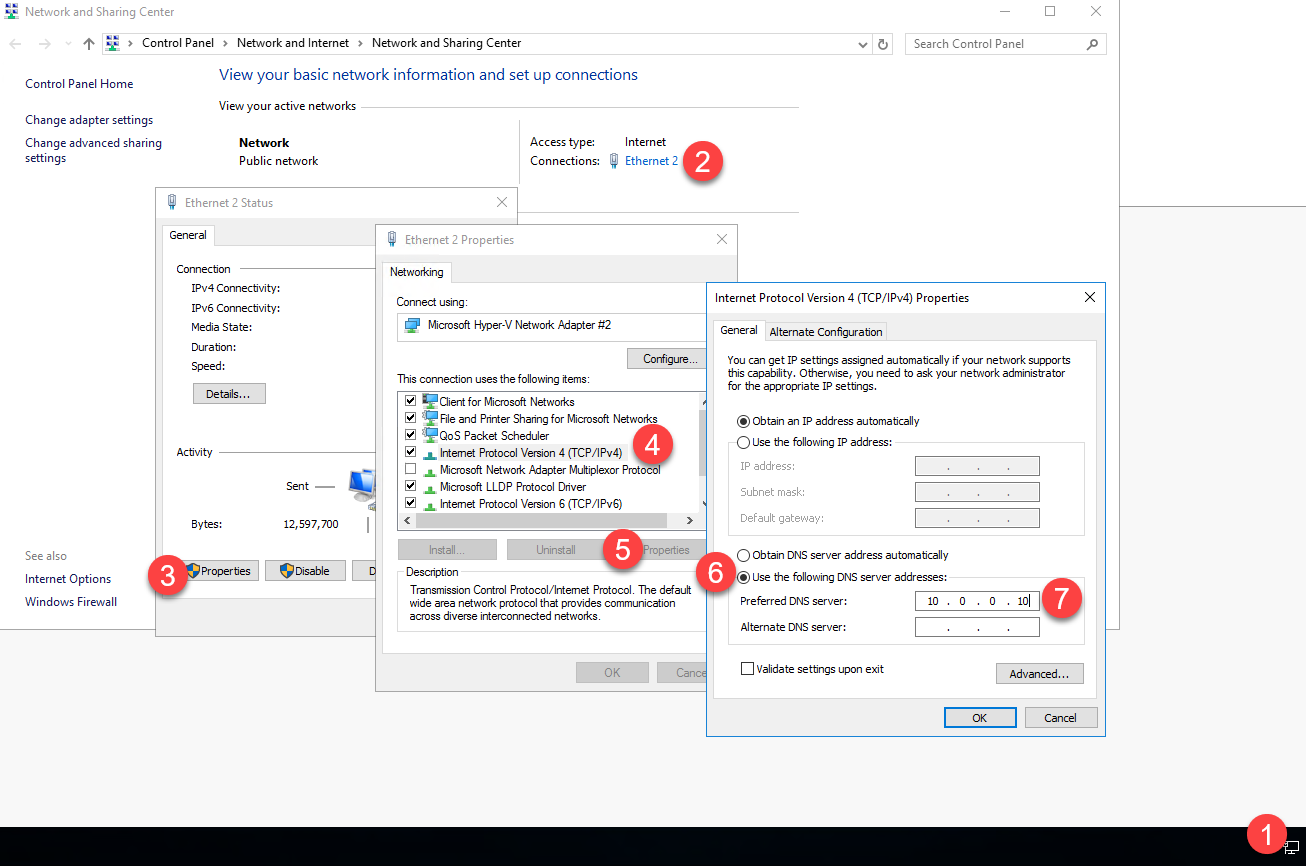 Network and Sharing Center
Control Panel
Network and Internet
Network and Sharing Center
Search Control Panel
Control Panel Home
Change adapter settings
Change advanced sharing
settings
View your basic network information and set up connections
View your active networks
Network
Public network
Access type:
Internet
Connections:
Ethernet 2
2
Ethernet 2 Status
General
Connection
IPv4 Connectivity:
IPv6 Connectivity:
Media State:
Duration:
Speed:
Details...
Activity
Sent
Bytes:
12,597,700
3
Properties
Disable
D
See also
Internet Options
Windows Firewall
Ethernet 2 Properties
Networking
Connect using:
Microsoft Hyper-V Network Adapter #2
Configure...
This connection uses the following items:
Client for Microsoft Networks
File and Printer Sharing for Microsoft Networks
QoS Packet Scheduler
Internet Protocol Version 4 (TCP/IPv4)
4
Microsoft Network Adapter Multiplexor Protocol
Microsoft LLDP Protocol Driver
Internet Protocol Version 6 (TCP/IPv6)
Install...
Uninstall
5
Properties
Description
Transmission Control Protocol/Internet Protocol. The default
wide area network protocol that provides communication
across diverse interconnected networks.
OK
Cance
Internet Protocol Version 4 (TCP/IPv4) Properties
General
Alternate Configuration
You can get IP settings assigned automatically if your network supports
this capability. Otherwise, you need to ask your network administrator
for the appropriate IP settings.
Obtain an IP address automatically
Use the following IP address:
IP address:
. . .
Subnet mask:
. . .
Default gateway:
. . .
Obtain DNS server address automatically
6
Use the following DNS server addresses:
Preferred DNS server:
10 . 0 . 0 . 10
7
Alternate DNS server:
. . .
Validate settings upon exit
Advanced...
OK
Cancel
1